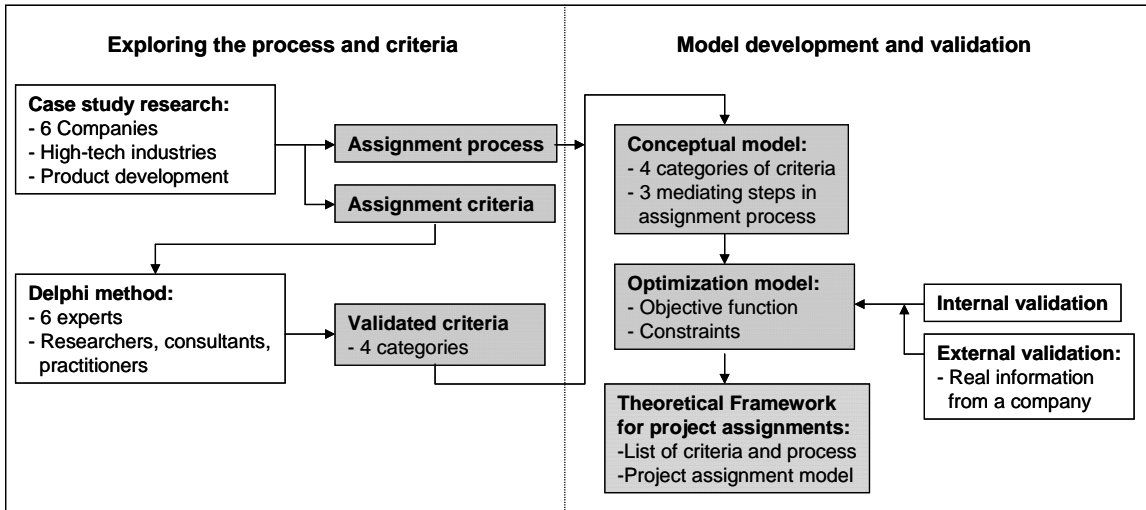 Exploring the process and criteria
Case study research:
- 6 Companies
- High-tech industries
- Product development
Assignment process
Assignment criteria
Delphi method:
- 6 experts
- Researchers, consultants,
practitioners
Validated criteria
- 4 categories
Model development and validation
Conceptual model:
- 4 categories of criteria
- 3 mediating steps in
assignment process
Optimization model:
- Objective function
- Constraints
Internal validation
External validation:
- Real information
from a company
Theoretical Framework
for project assignments:
-List of criteria and process
-Project assignment model